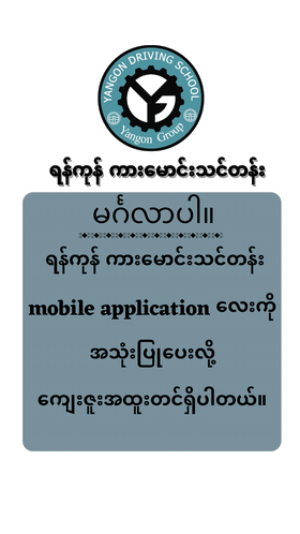 YANGON DRIVING SCHOOL
Yangon Group
ရန်ကုန် ကားမောင်းသင်တန်း
မင်္ဂလာပါ။
ရန်ကုန် ကားမောင်းသင်တန်း
mobile application လေးကို
အသုံးပြုပေးလို့
ကျေးဇူးအထူးတင်ရှိပါတယ်။